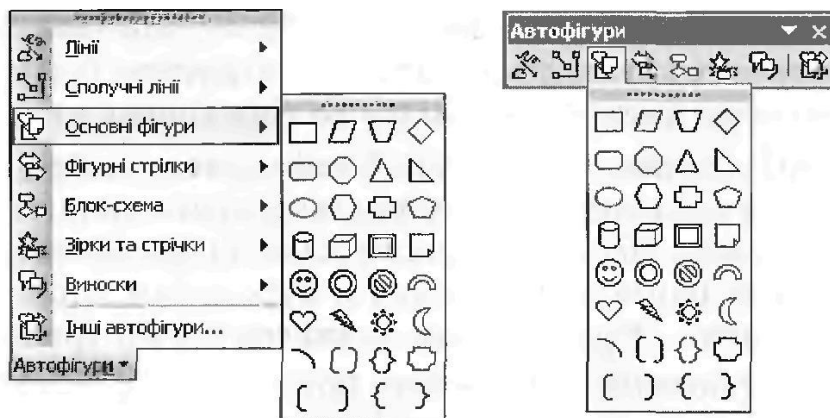 Лінії
Сполучні лінії
Основні фігури
Фігурні стрілки
Блок-схема
Зірки та стрічки
Виноски
Інші автофігури...
Автофігури
Автофігури